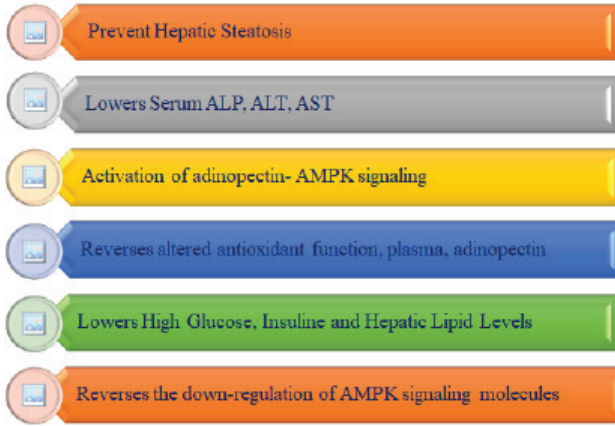 Prevent Hepatic Steatosis
Lowers Serum ALP, ALT, AST
Activation of adinopectin- AMPK signaling
Reverses altered antioxidant function, plasma, adinopectin
Lowers High Glucose, Insuline and Hepatic Lipid Levels
Reverses the down-regulation of AMPK signaling molecules